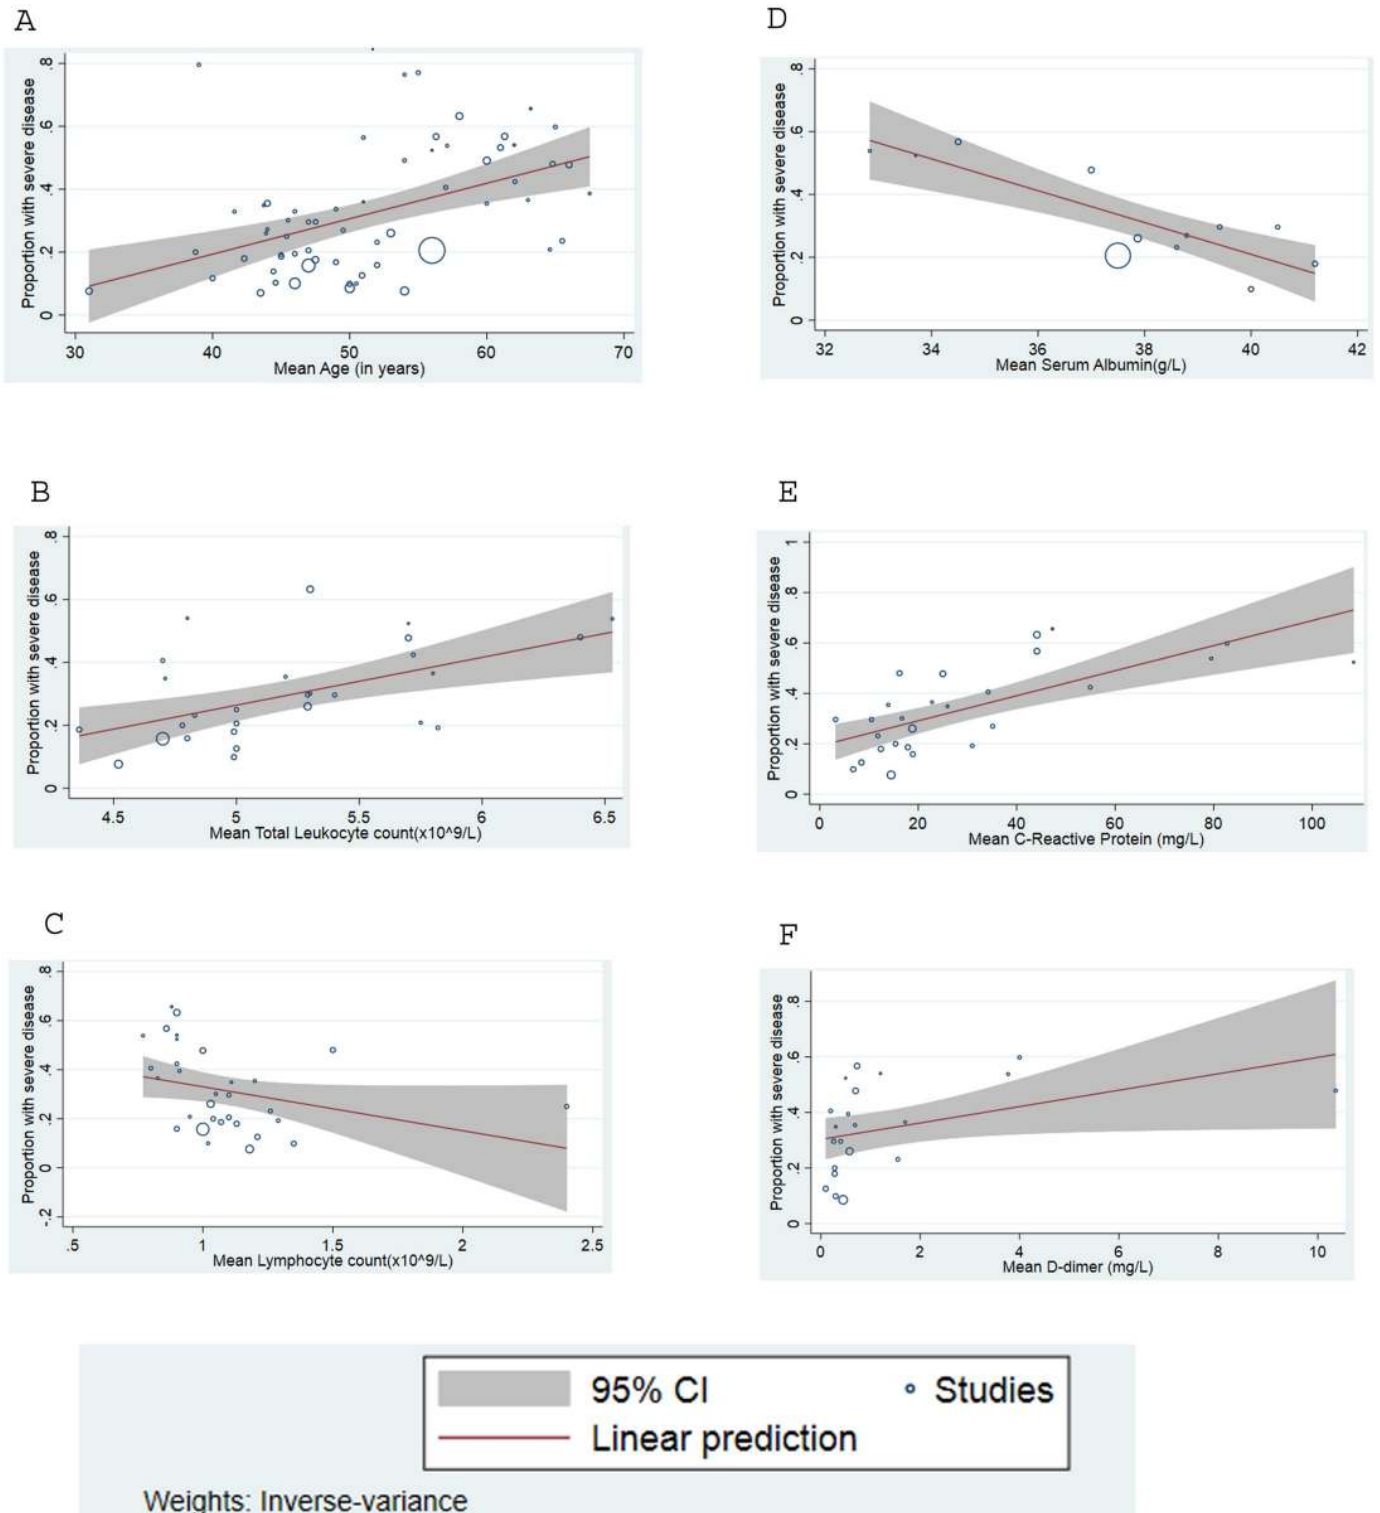 A
Proportion with severe disease
.8
.6
.4
.2
0
30 40 50 60 70
Mean Age (in years)
D
Proportion with severe disease
.8
.6
.4
.2
0
32 34 36 38 40 42
Mean Serum Albumin(g/L)
B
Proportion with severe disease
.8
.6
.4
.2
0
4.5 5 5.5 6 6.5
Mean Total Leukocyte count(x10^9/L)
E
Proportion with severe disease
1
.8
.6
.4
.2
0
0 20 40 60 80 100
Mean C-Reactive Protein (mg/L)
C
Proportion with severe disease
.8
.6
.4
.2
0
-.2
.5 1 1.5 2 2.5
Mean Lymphocyte count(x10^9/L)
F
Proportion with severe disease
.8
.6
.4
.2
0
0 2 4 6 8 10
Mean D-dimer (mg/L)
95% CI Studies
Linear prediction
Weights: Inverse-variance